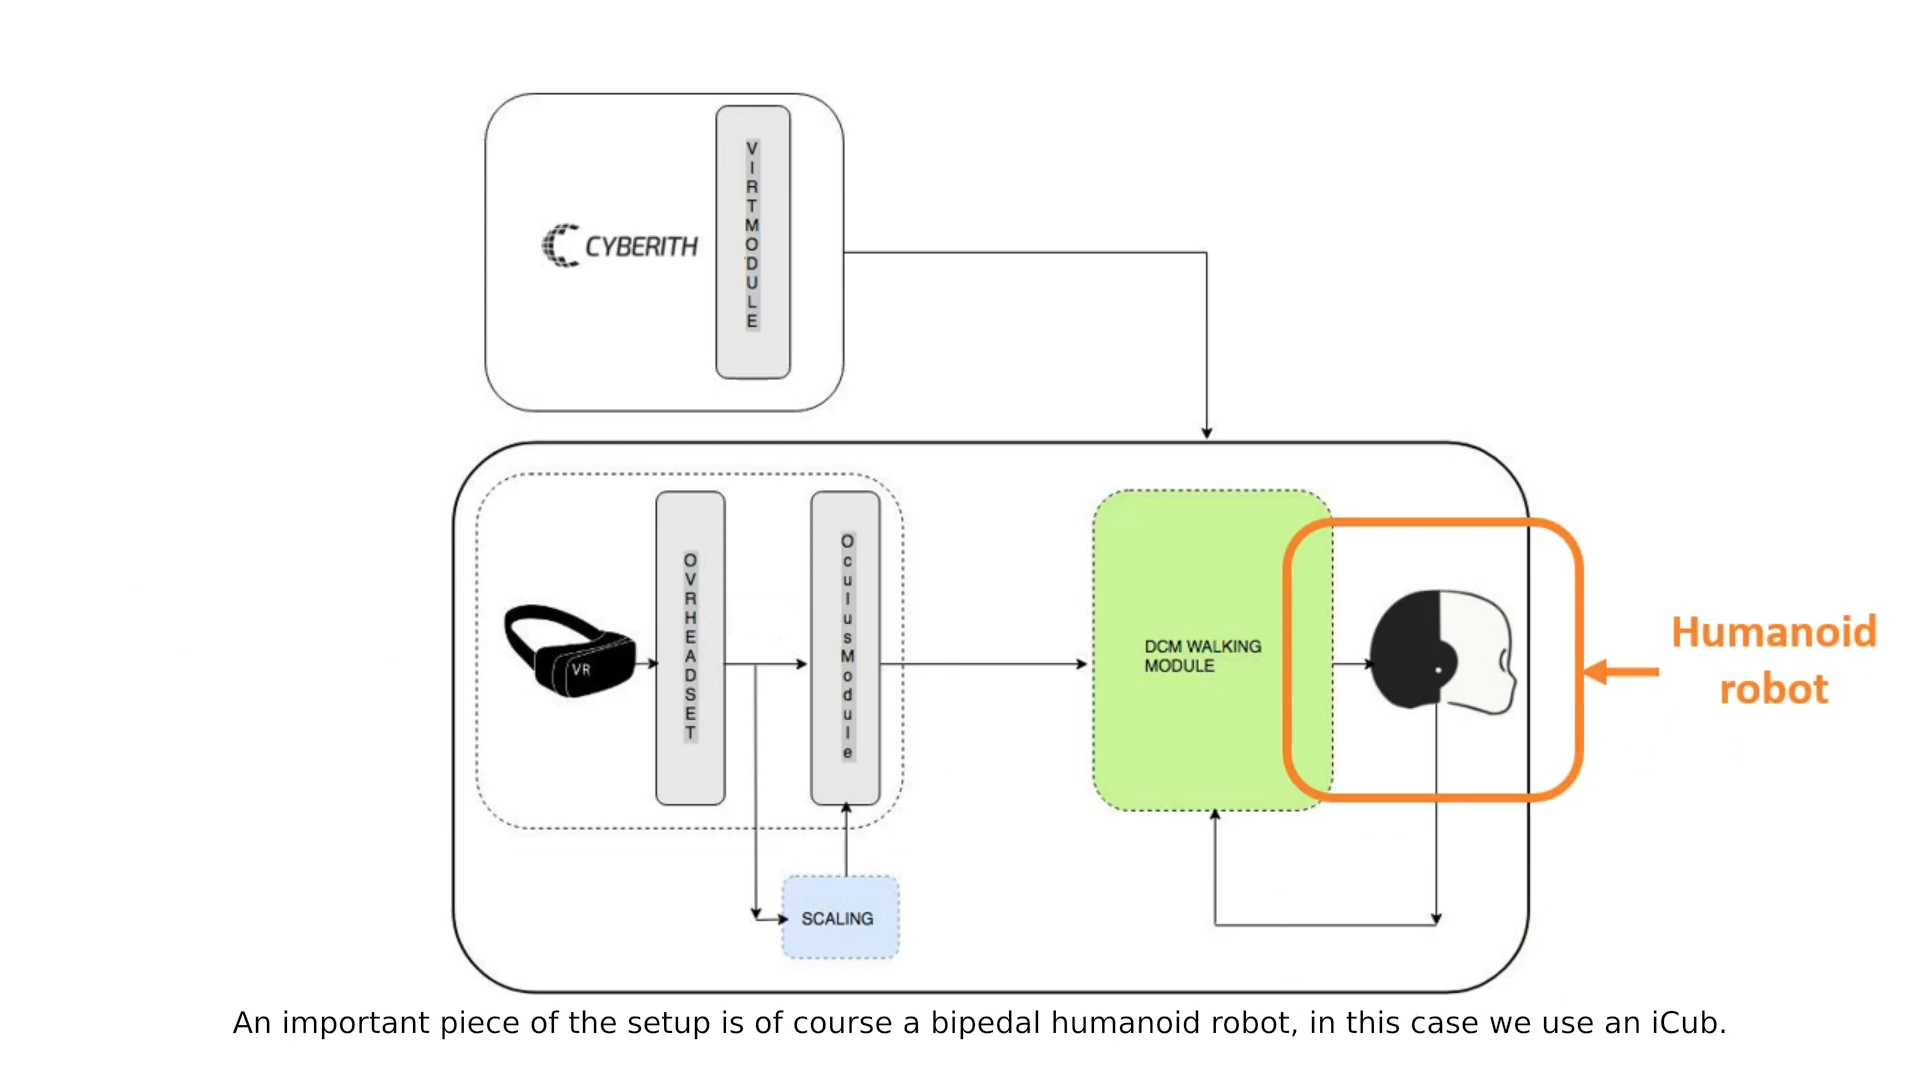 CYBERITH
VIRTMODULE
OVRHEADSET
OculusModule
VR
DCM WALKING
MODULE
Humanoid
robot
SCALING
An important piece of the setup is of course a bipedal humanoid robot, in this case we use an iCub.